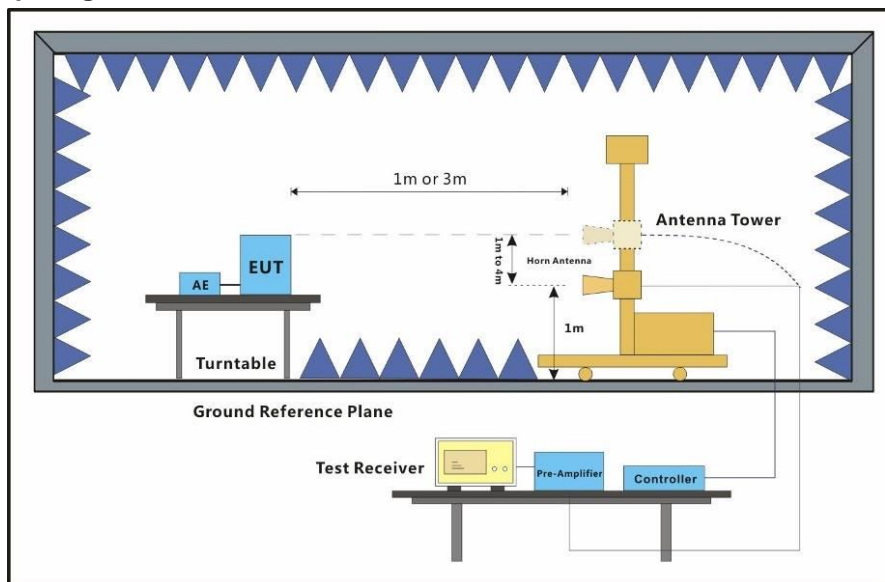 1m or 3m
Antenna Tower
EUT
AE
1m to 4m
Horn Antenna
1m
Turntable
Ground Reference Plane
Test Receiver
Pre-Amplifier
Controller